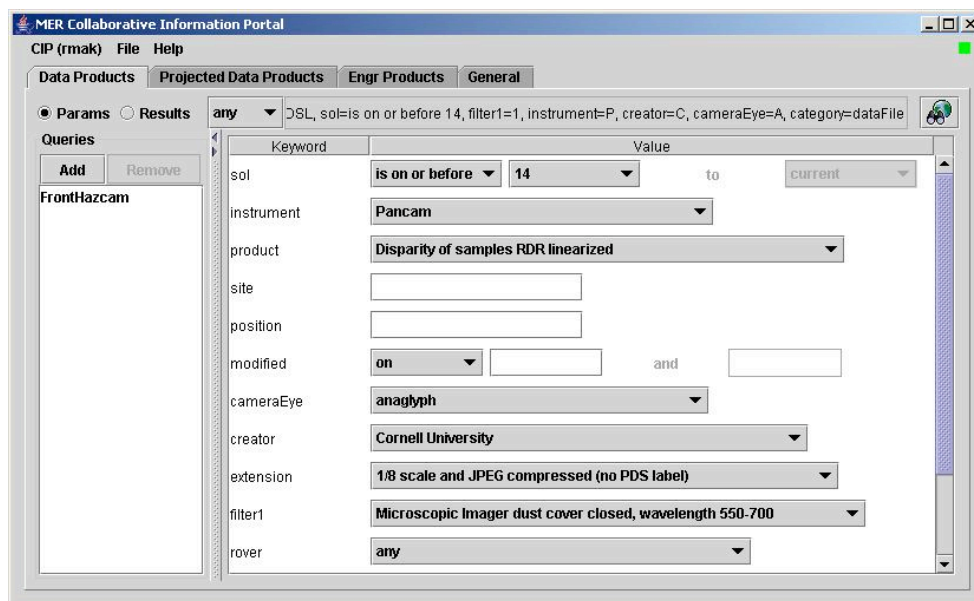 MER Collaborative Information Portal
CIP (rmak) File Help
Data Products Projected Data Products Engr Products General
Params Results any DSL, sol=is on or before 14, filter1=1, instrument=P, creator=C, cameraEye=A, category=dataFile
Queries
Add Remove
FrontHazcam
Keyword Value
sol is on or before 14 to current
instrument Pancam
product Disparity of samples RDR linearized
site
position
modified on and
cameraEye anaglyph
creator Cornell University
extension 1/8 scale and JPEG compressed (no PDS label)
filter1 Microscopic Imager dust cover closed, wavelength 550-700
rover any